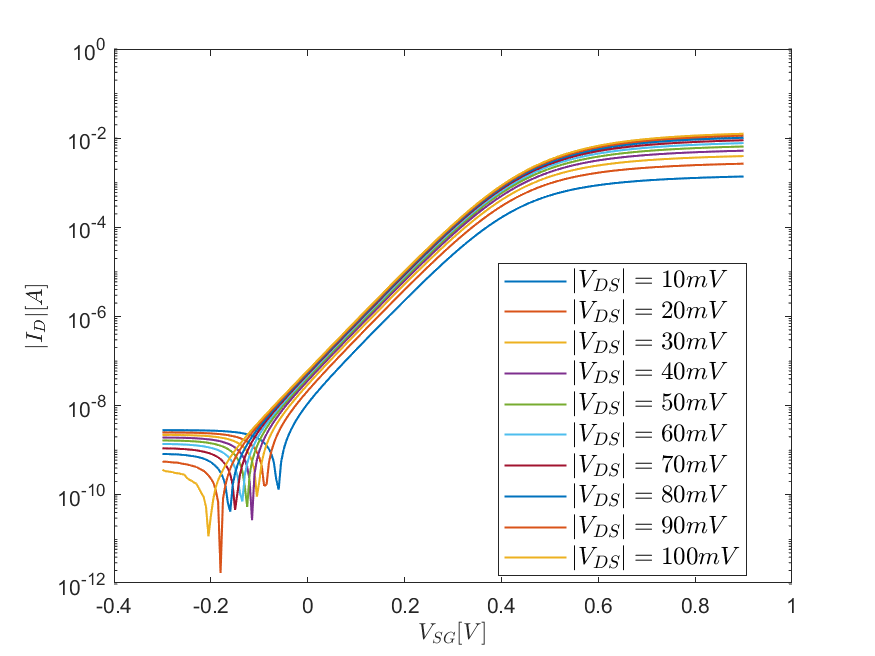 10^0
10^-2
10^-4
10^-6
10^-8
10^-10
10^-12
|I_D|[A]
-0.4 -0.2 0 0.2 0.4 0.6 0.8 1
V_SG[V]
|V_DS| = 10mV
|V_DS| = 20mV
|V_DS| = 30mV
|V_DS| = 40mV
|V_DS| = 50mV
|V_DS| = 60mV
|V_DS| = 70mV
|V_DS| = 80mV
|V_DS| = 90mV
|V_DS| = 100mV